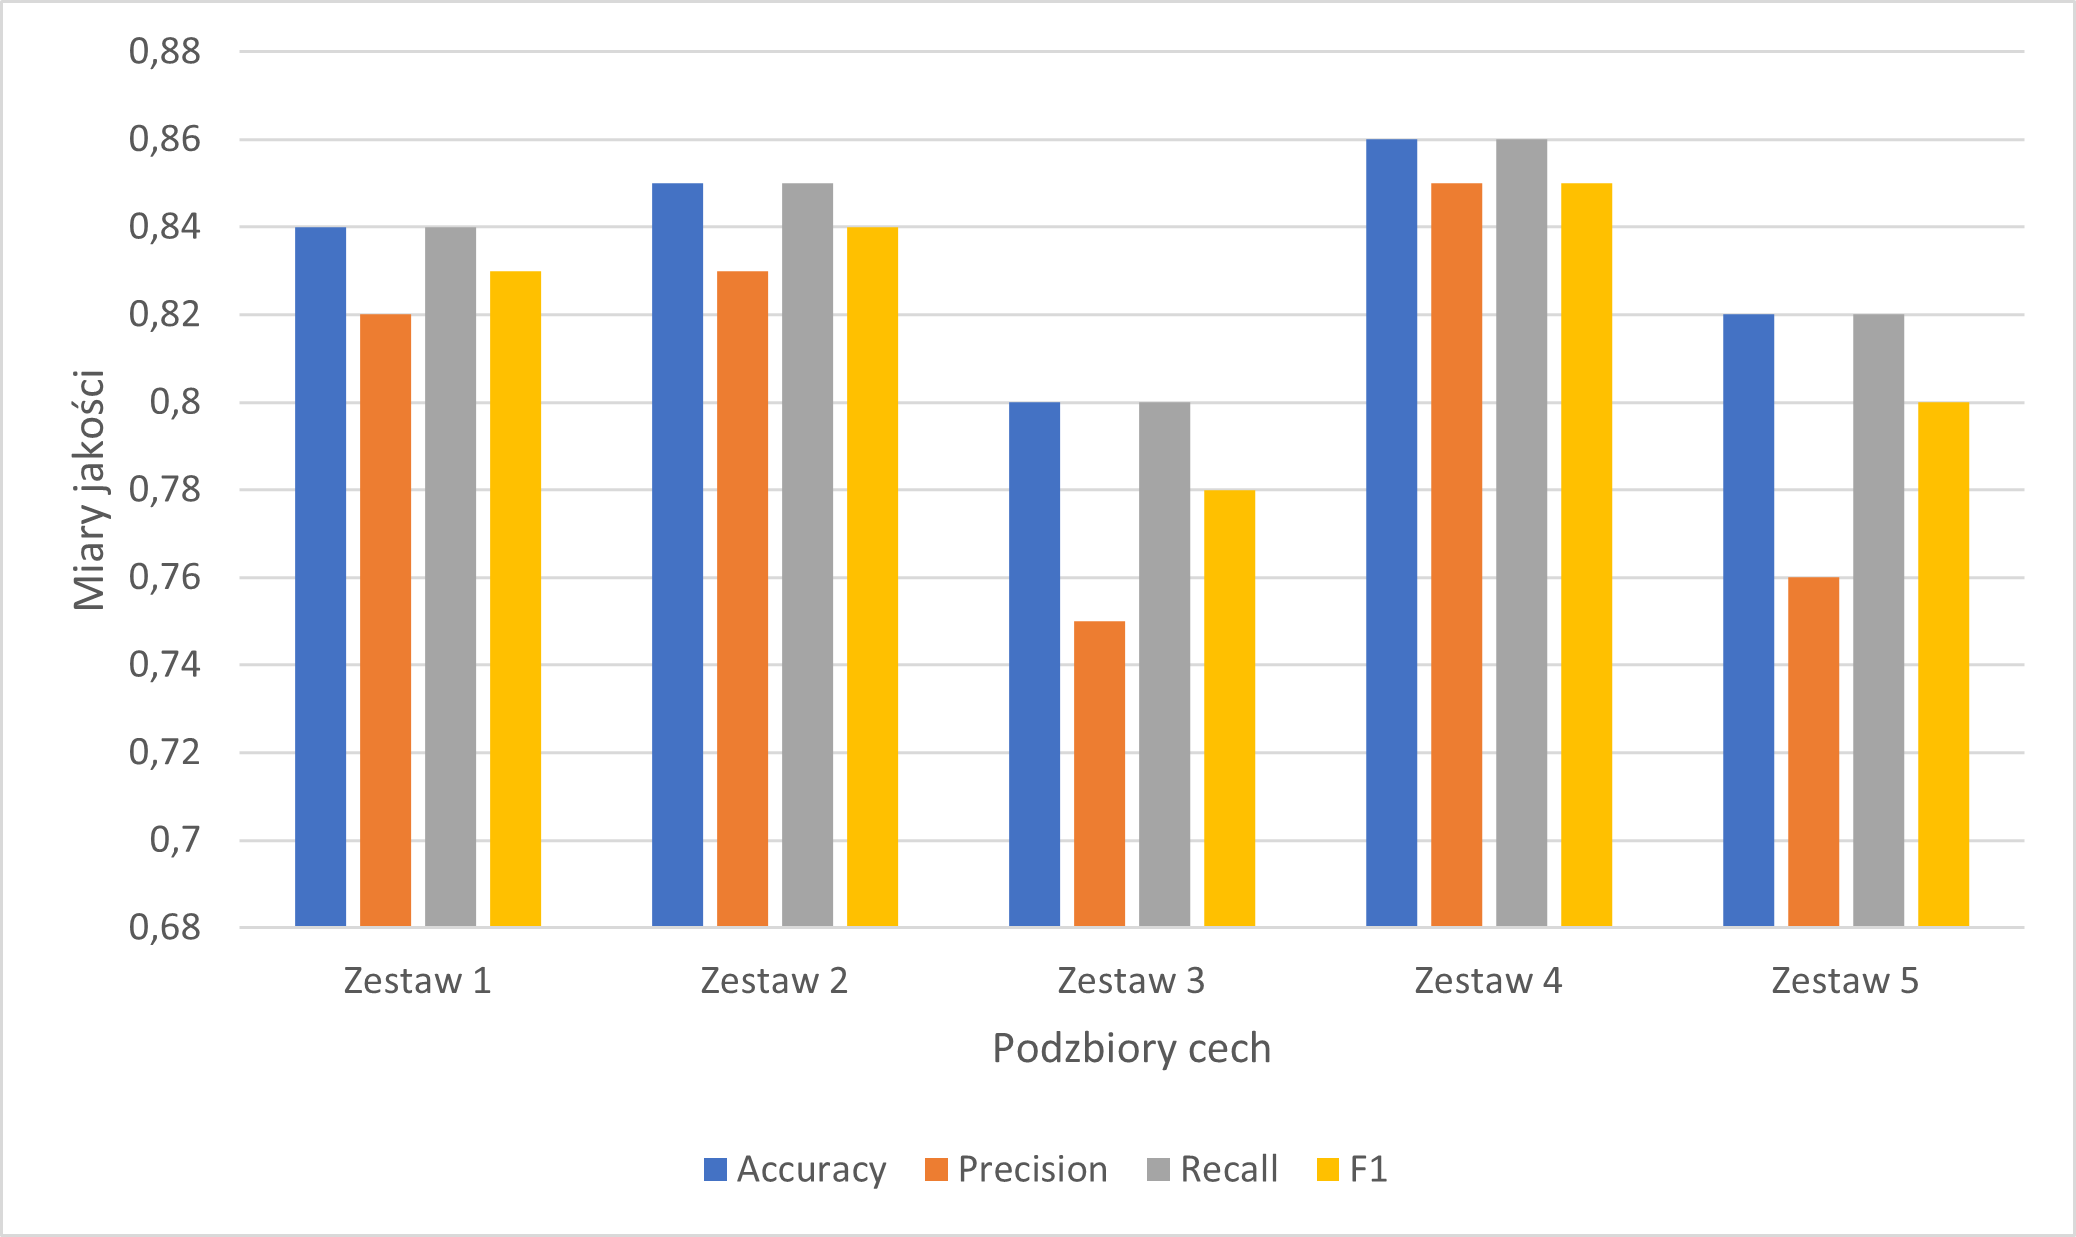 0,88
0,86
0,84
0,82
0,8
0,78
0,76
0,74
0,72
0,7
0,68
Miary jakości
Zestaw 1 Zestaw 2 Zestaw 3 Zestaw 4 Zestaw 5
Podzbiory cech
Accuracy Precision Recall F1